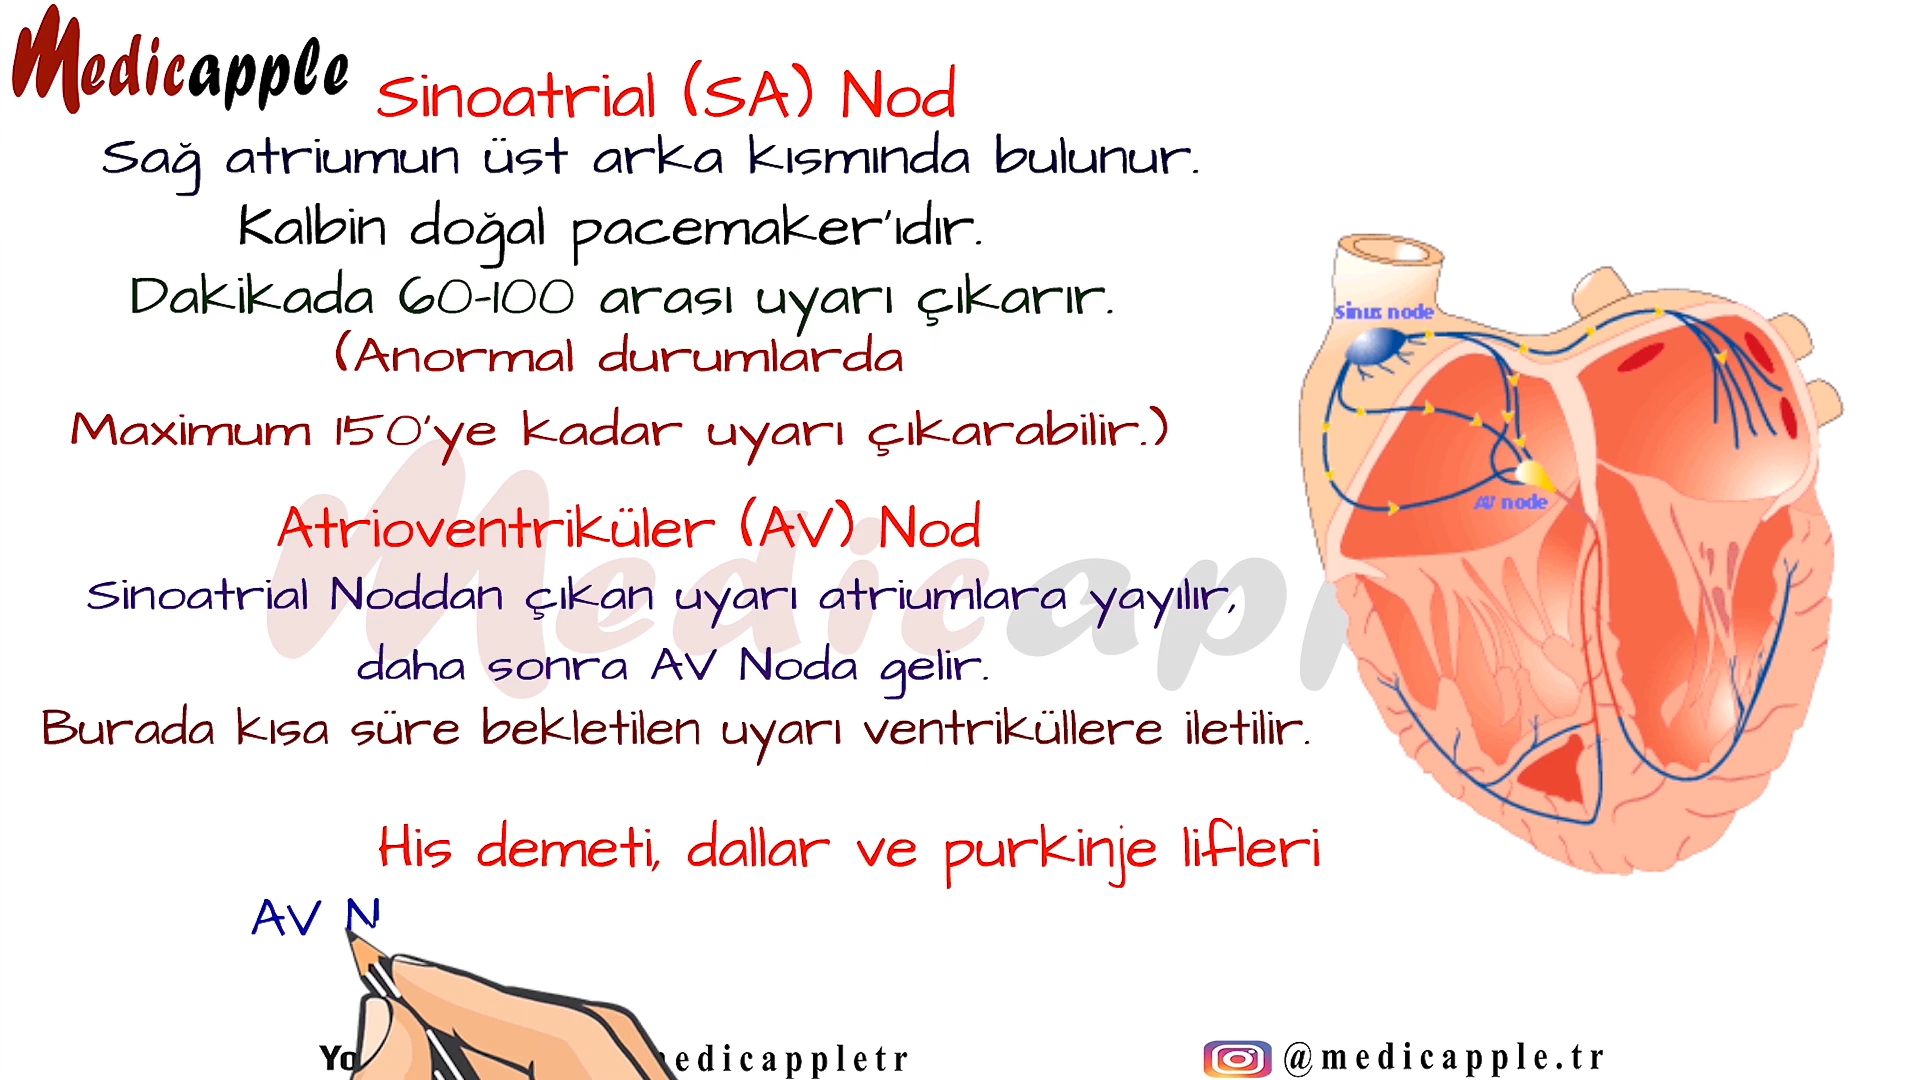 Medicapple
Sinoatrial (SA) Nod
Sağ atriumun üst arka kısmında bulunur.
Kalbin doğal pacemaker'ıdır.
Dakikada 60-100 arası uyarı çıkarır.
(Anormal durumlarda
Maximum 150'ye kadar uyarı çıkarabilir.)
Sinus node
AV node
Atrioventriküler (AV) Nod
Sinoatrial Noddan çıkan uyarı atriumlara yayılır,
daha sonra AV Noda gelir.
Burada kısa süre bekletilen uyarı ventriküllere iletilir.
His demeti, dallar ve purkinje lifleri
AV N
Yo edicappletr
@medicapple.tr